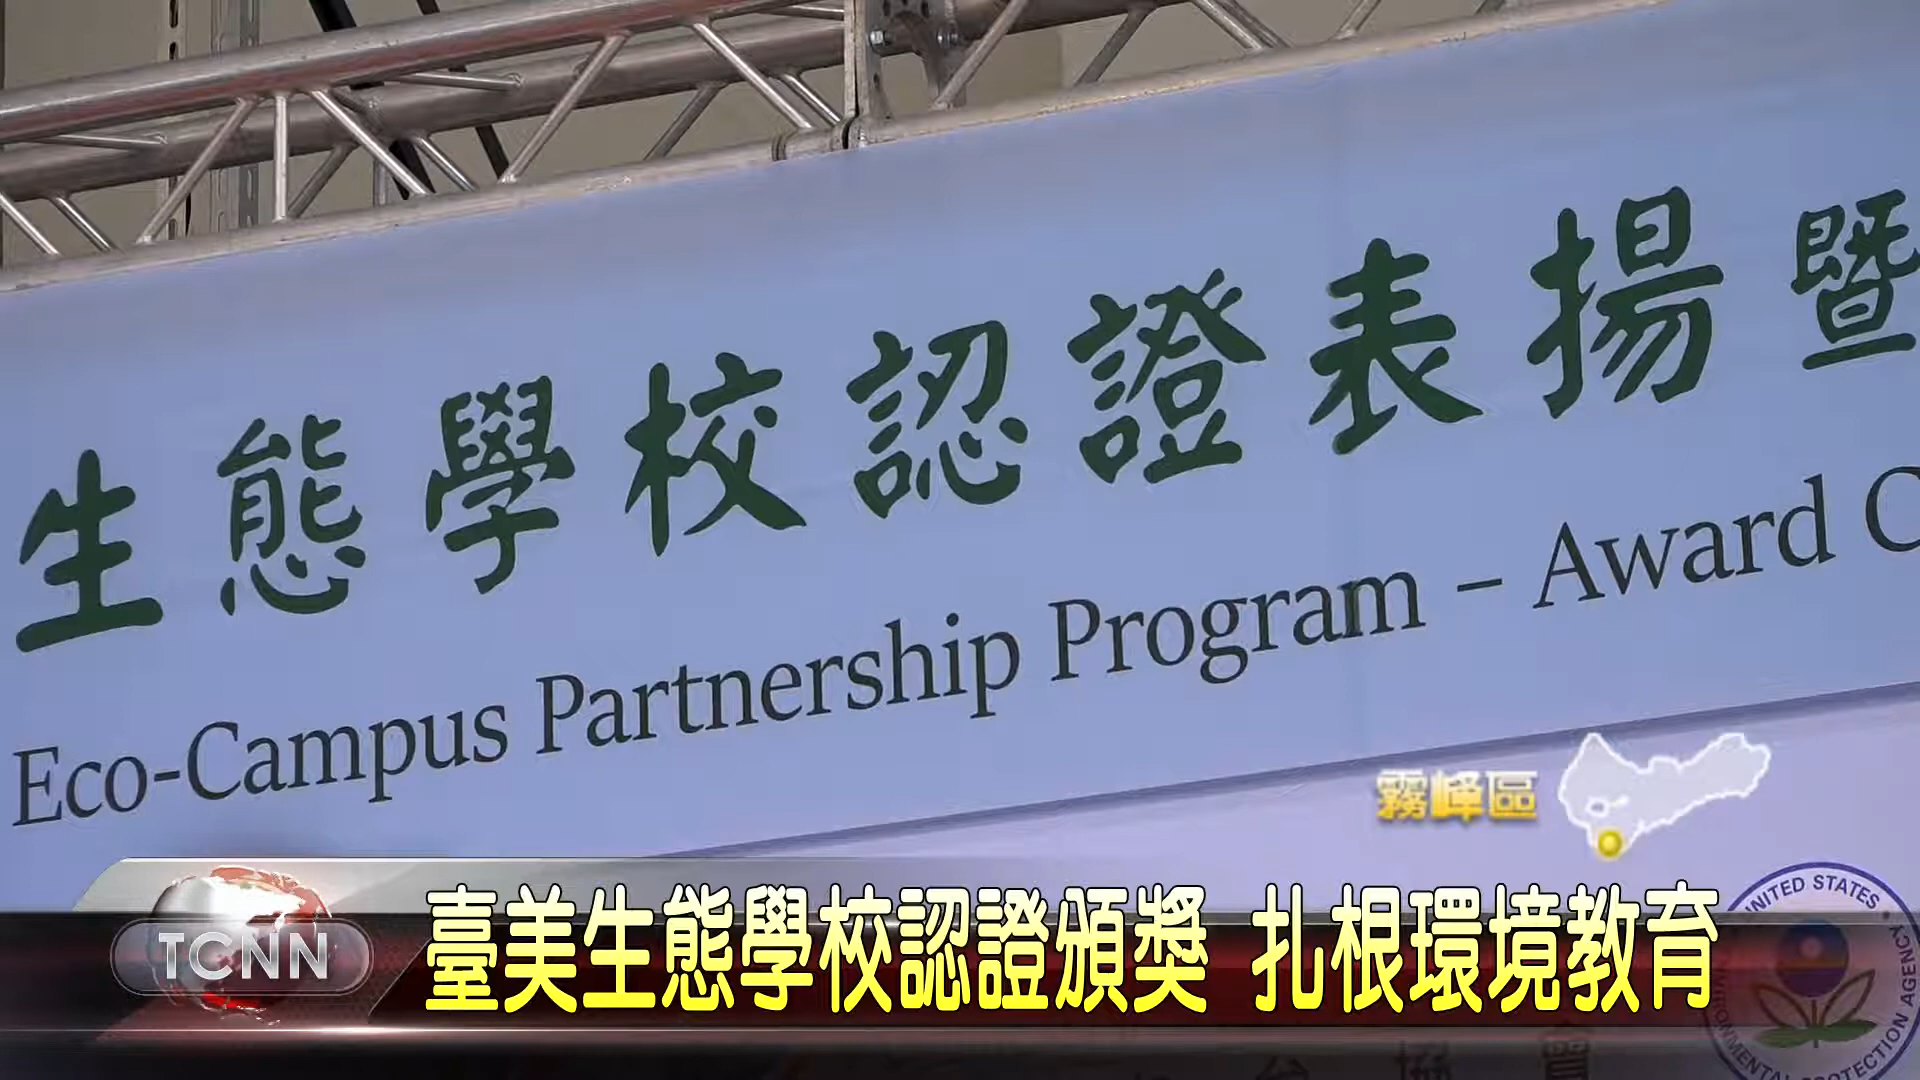 生態學校認證表揚暨
Eco-Campus Partnership Program – Award C
霧峰區
TCNN
臺美生態學校認證頒獎 扎根環境教育
UNITED STATES
ENVIRONMENTAL PROTECTION AGENCY